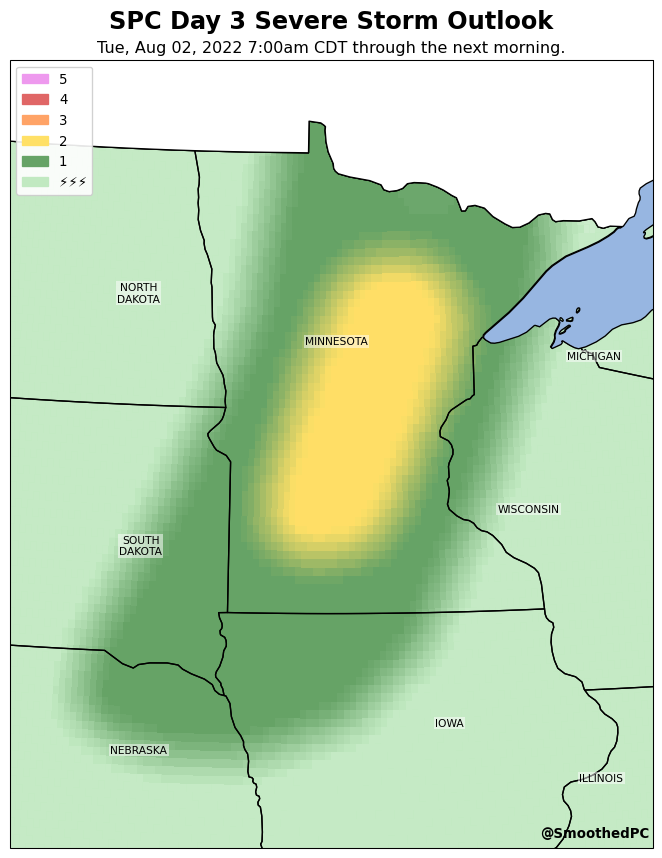 SPC Day 3 Severe Storm Outlook
Tue, Aug 02, 2022 7:00am CDT through the next morning.
5
4
3
2
1
⚡⚡⚡
NORTH
DAKOTA
MINNESOTA
MICHIGAN
WISCONSIN
SOUTH
DAKOTA
IOWA
NEBRASKA
ILLINOIS
@SmoothedPC